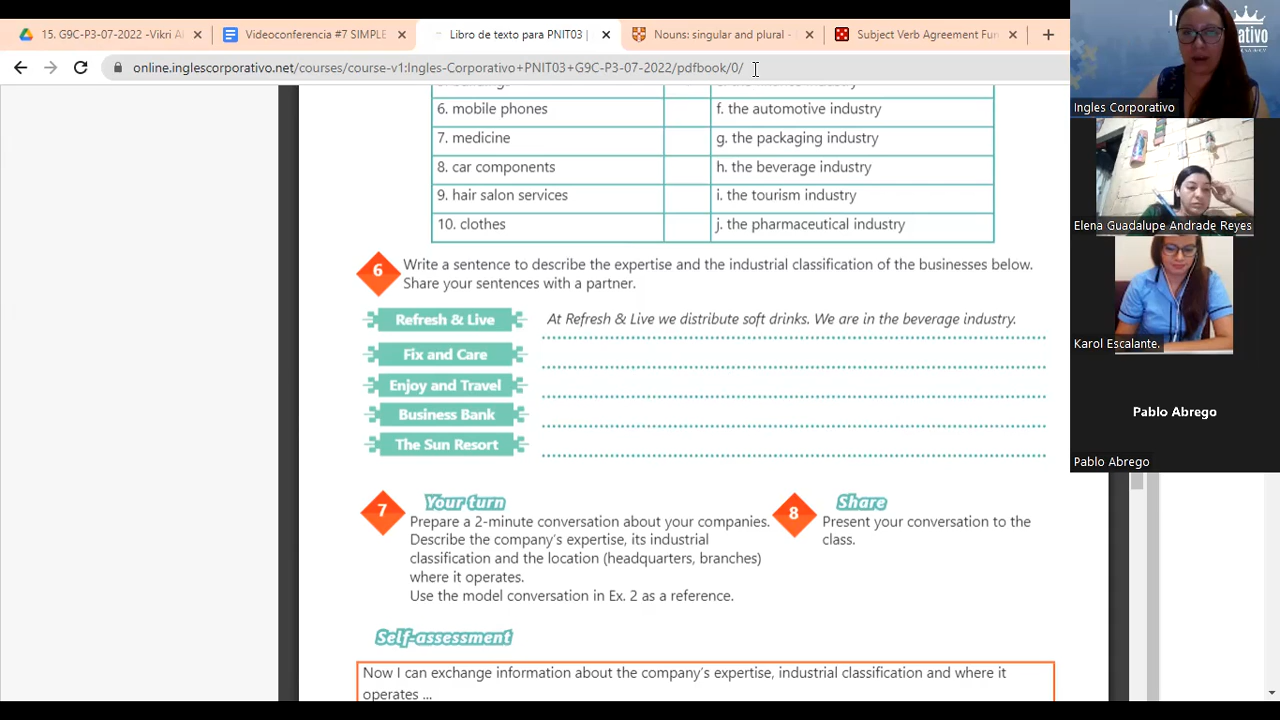 15. G9C-P3-07-2022 -Vikri Al
Videoconferencia #7 SIMPLE
Libro de texto para PNIT03 |
Nouns: singular and plural -
Subject Verb Agreement Fun
online.inglescorporativo.net/courses/course-v1:Ingles-Corporativo+PNIT03+G9C-P3-07-2022/pdfbook/0/
6. mobile phones f. the automotive industry
7. medicine g. the packaging industry
8. car components h. the beverage industry
9. hair salon services i. the tourism industry
10. clothes j. the pharmaceutical industry
6 Write a sentence to describe the expertise and the industrial classification of the businesses below.
Share your sentences with a partner.
Refresh & Live At Refresh & Live we distribute soft drinks. We are in the beverage industry.
Fix and Care
Enjoy and Travel
Business Bank
The Sun Resort
7 Your turn
Prepare a 2-minute conversation about your companies.
Describe the company's expertise, its industrial
classification and the location (headquarters, branches)
where it operates.
Use the model conversation in Ex. 2 as a reference.
8 Share
Present your conversation to the
class.
Self-assessment
Now I can exchange information about the company's expertise, industrial classification and where it
operates ...
Ingles Corporativo
Elena Guadalupe Andrade Reyes
Karol Escalante.
Pablo Abrego
Pablo Abrego